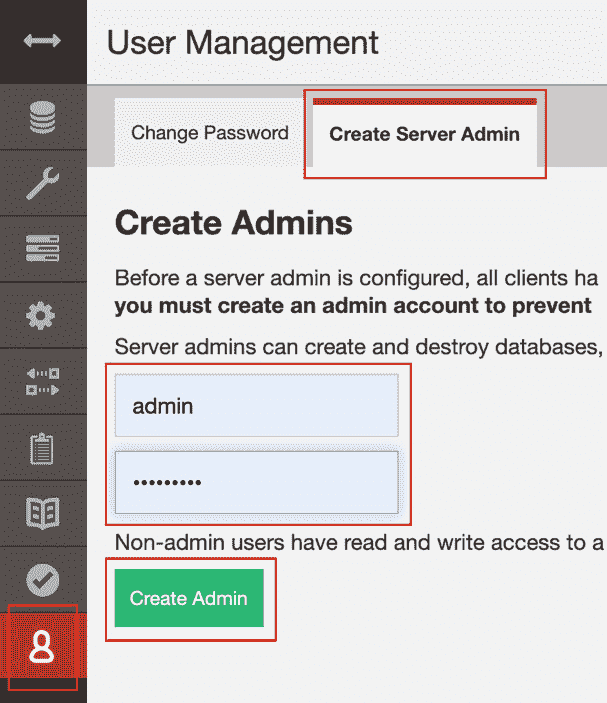 User Management
Change Password
Create Server Admin
Create Admins
Before a server admin is configured, all clients ha
you must create an admin account to prevent
Server admins can create and destroy databases,
admin
•••••••••
Non-admin users have read and write access to a
Create Admin